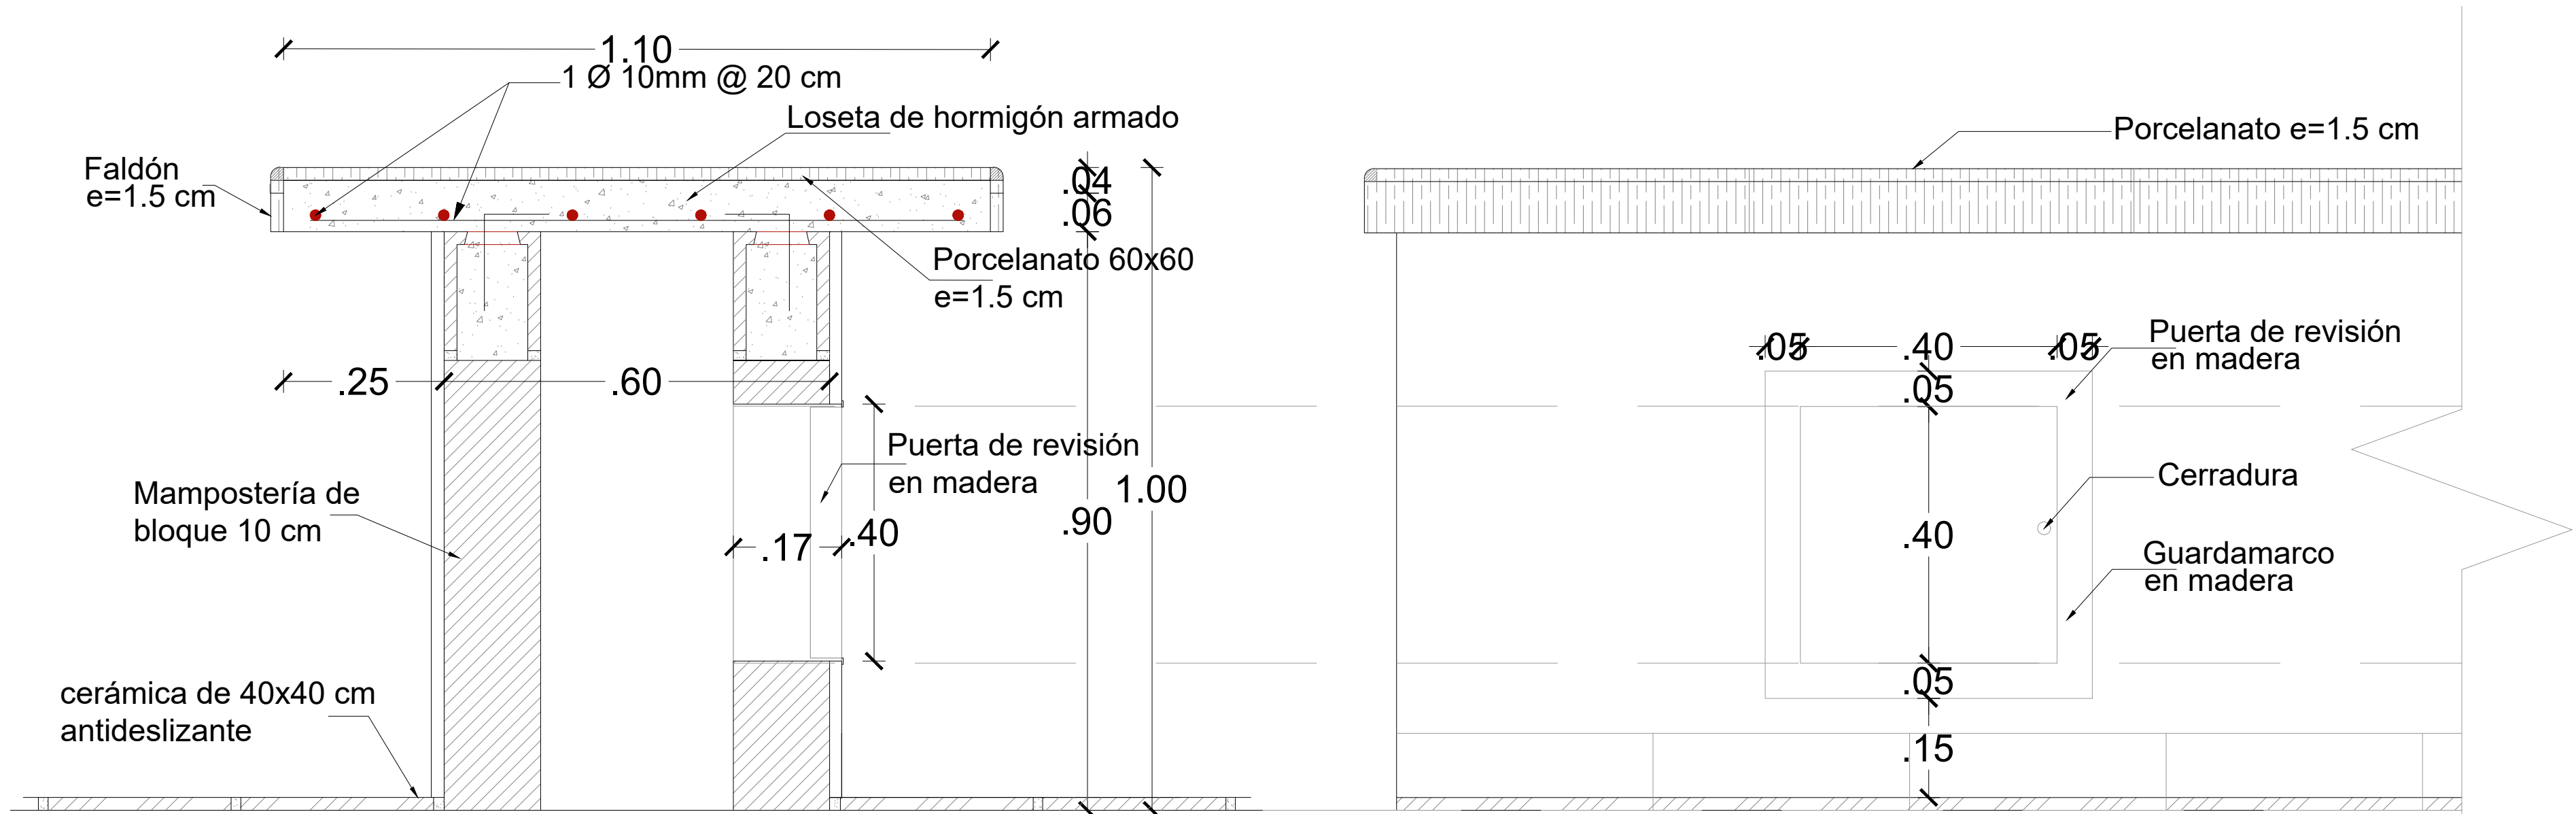 1.10
1 Ø 10mm @ 20 cm
Loseta de hormigón armado
Porcelanato e=1.5 cm
Faldón
e=1.5 cm
.04
.06
Porcelanato 60x60
e=1.5 cm
.25
.60
Puerta de revisión
en madera
.05
.40
.05
.05
Puerta de revisión
en madera
Mampostería de
bloque 10 cm
.17
.40
.90
1.00
Cerradura
.40
Guardamarco
en madera
.05
.15
cerámica de 40x40 cm
antideslizante